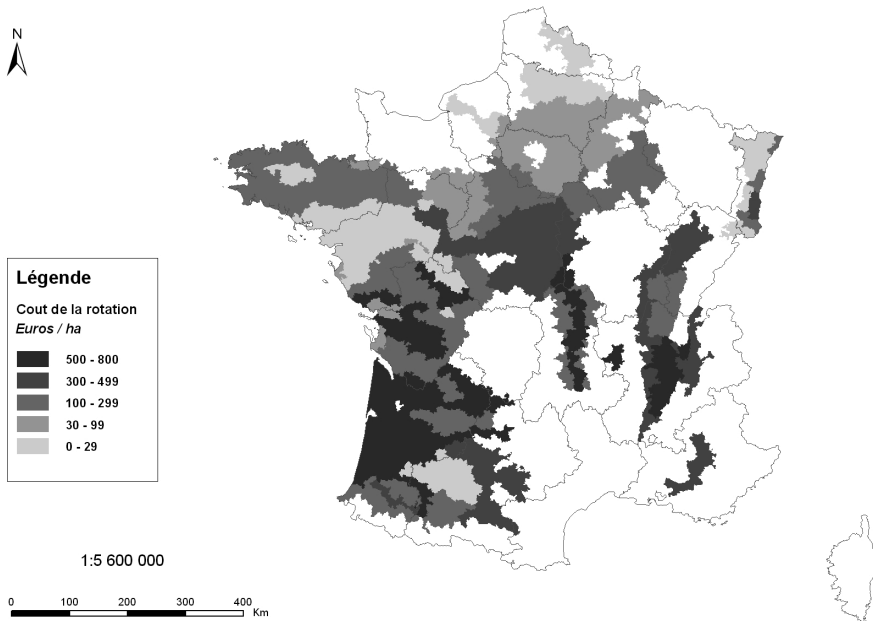 N
Légende
Cout de la rotation
Euros / ha
500 - 800
300 - 499
100 - 299
30 - 99
0 - 29
1:5 600 000
0 100 200 300 400
Km